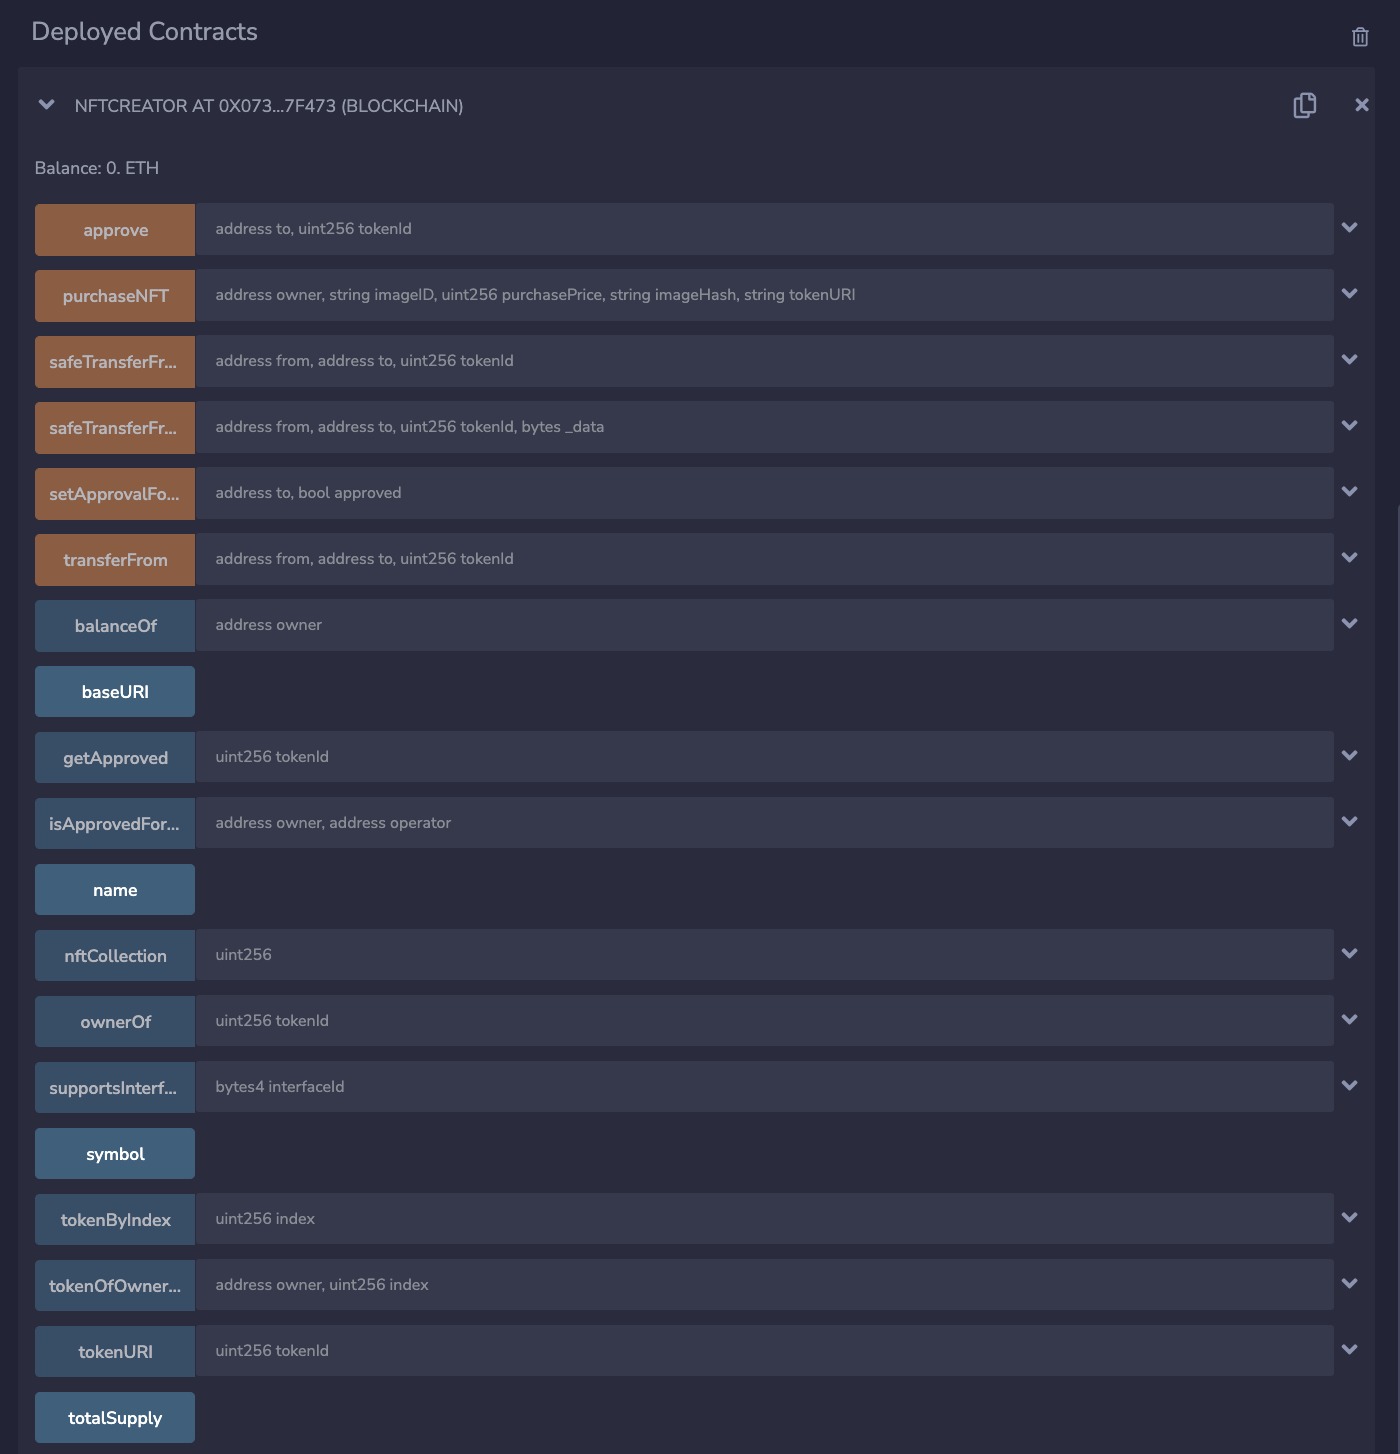 Deployed Contracts
NFTCREATOR AT 0X073...7F473 (BLOCKCHAIN)
Balance: 0. ETH
approve address to, uint256 tokenId
purchaseNFT address owner, string imageID, uint256 purchasePrice, string imageHash, string tokenURI
safeTransferFr... address from, address to, uint256 tokenId
safeTransferFr... address from, address to, uint256 tokenId, bytes _data
setApprovalFo... address to, bool approved
transferFrom address from, address to, uint256 tokenId
balanceOf address owner
baseURI
getApproved uint256 tokenId
isApprovedFor... address owner, address operator
name
nftCollection uint256
ownerOf uint256 tokenId
supportsInterf... bytes4 interfaceId
symbol
tokenByIndex uint256 index
tokenOfOwner... address owner, uint256 index
tokenURI uint256 tokenId
totalSupply